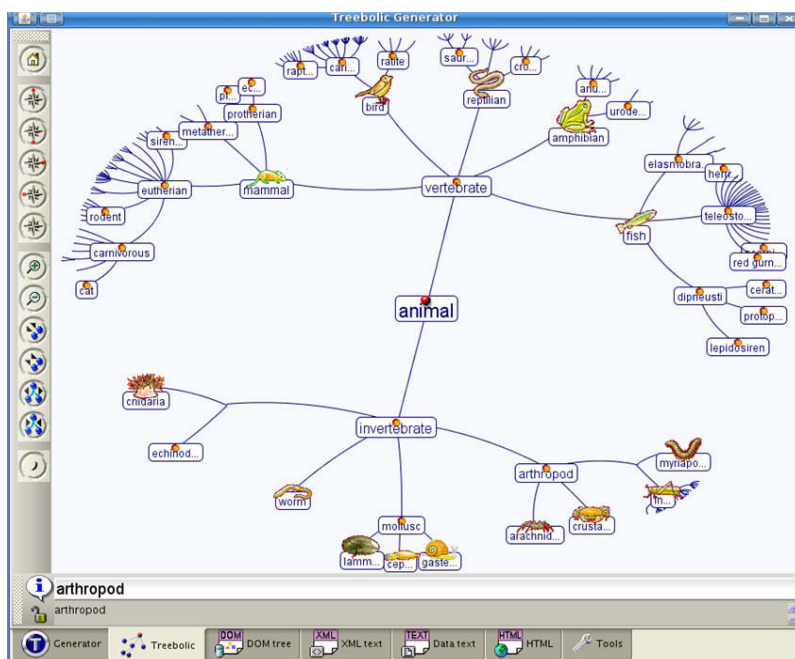 Treebolic Generator
rapt...
cari...
ratite
bird
saur...
reptilian
cro...
anu...
urode...
amphibian
pl...
ec...
protherian
metather...
siren...
eutherian
mammal
rodent
carnivorous
cat
vertebrate
elasmobra...
teleosto...
fish
red gurn...
dipneusti
cerat...
protop...
lepidosiren
animal
cnidaria
echinod...
invertebrate
worm
mollusc
lamm...
cep...
gaste...
arthropod
arachnid...
crusta...
myriapo...
in...
arthropod
arthropod
Generator
Treebolic
DOM
DOM tree
XML
XML text
TEXT
Data text
HTML
HTML
Tools